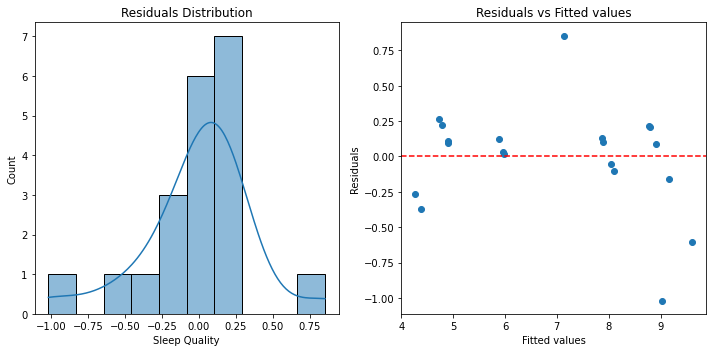 Residuals Distribution
7
6
5
4
3
2
1
0
Count
−1.00 −0.75 −0.50 −0.25 0.00 0.25 0.50 0.75
Sleep Quality
Residuals vs Fitted values
0.75
0.50
0.25
0.00
−0.25
−0.50
−0.75
−1.00
Residuals
4 5 6 7 8 9
Fitted values